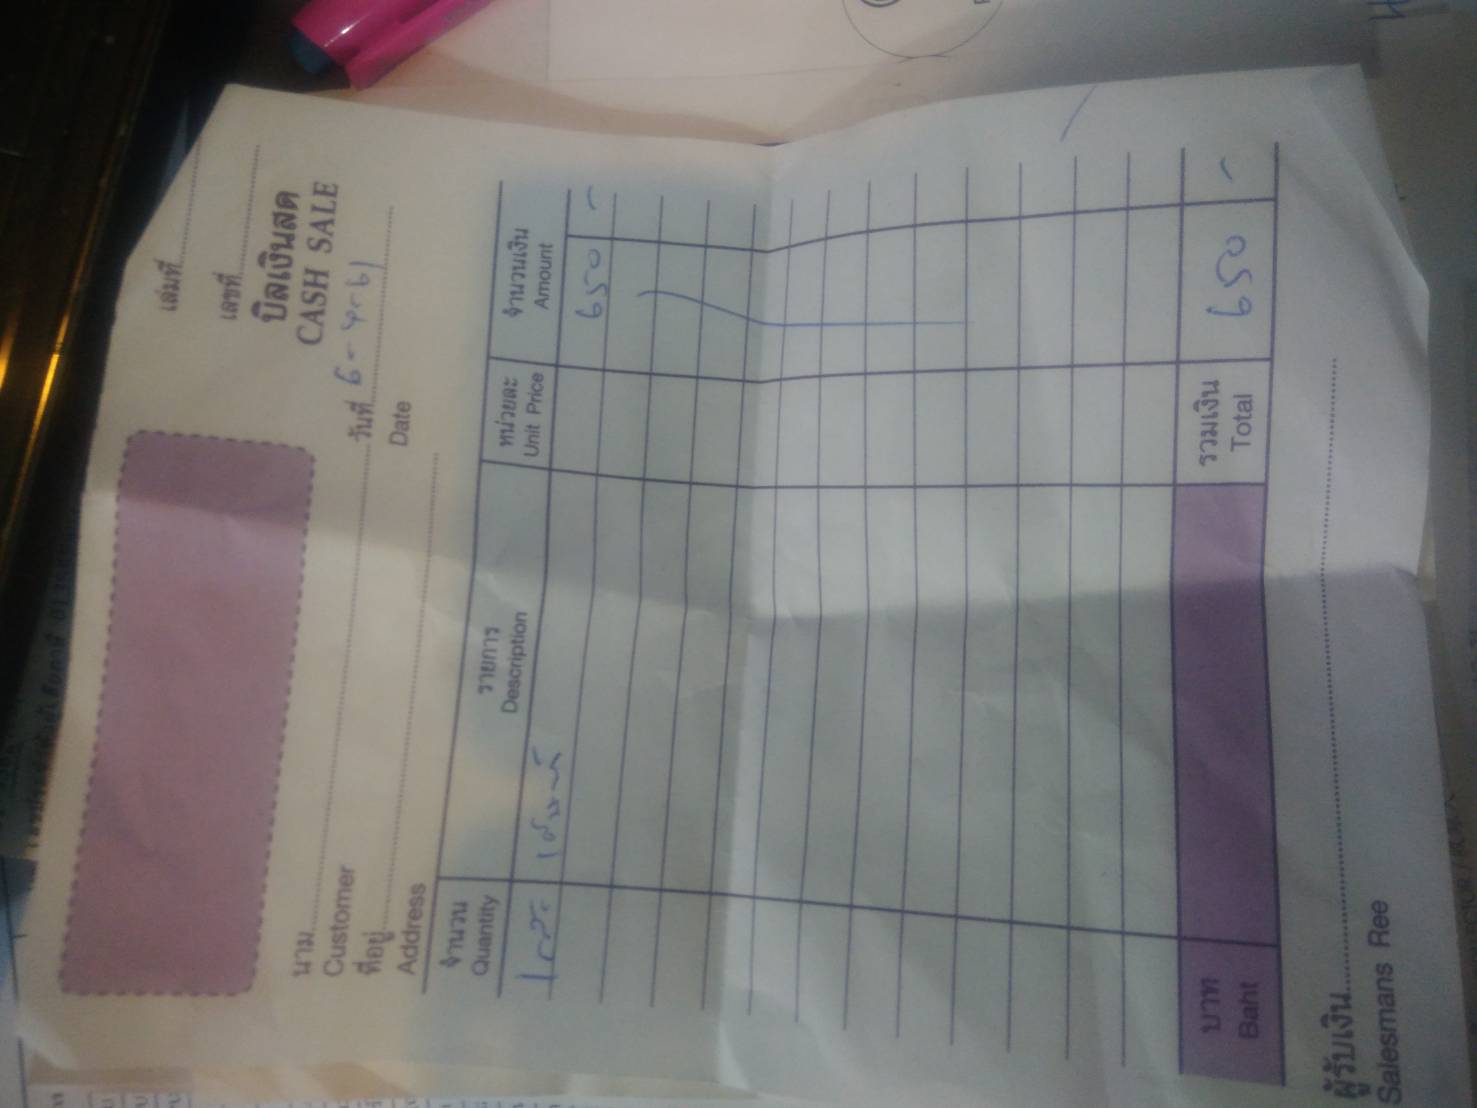 เล่มที่
เลขที่
บิลเงินสด
CASH SALE
นาม
วันที่ 6-4-61
Customer
Date
ที่อยู่
Address
จำนวน รายการ หน่วยละ จำนวนเงิน
Quantity Description Unit Price Amount
650 -
บาท รวมเงิน 650 -
Baht Total
ผู้รับเงิน
Salesmans Ree